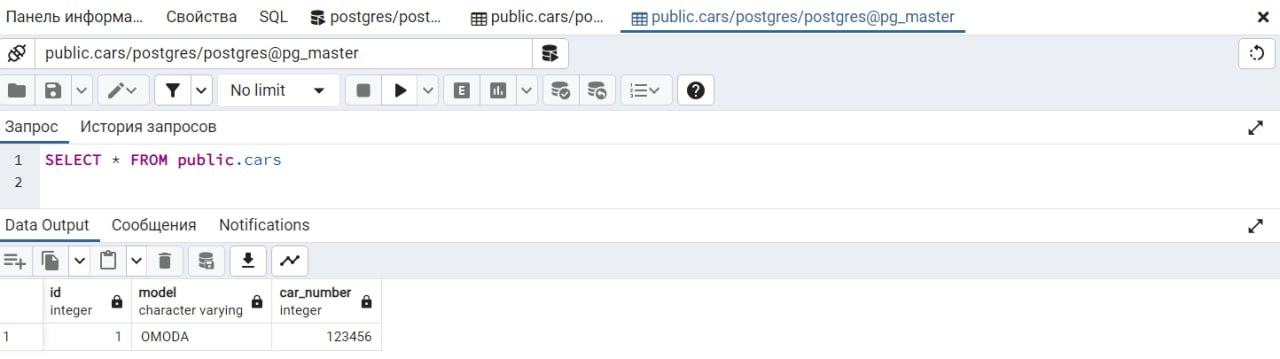 Панель информа... Свойства SQL postgres/post... public.cars/po... public.cars/postgres/postgres@pg_master
public.cars/postgres/postgres@pg_master
No limit E
Запрос История запросов
1 SELECT * FROM public.cars
2
Data Output Сообщения Notifications
id model car_number
integer character varying integer
1 1 OMODA 123456